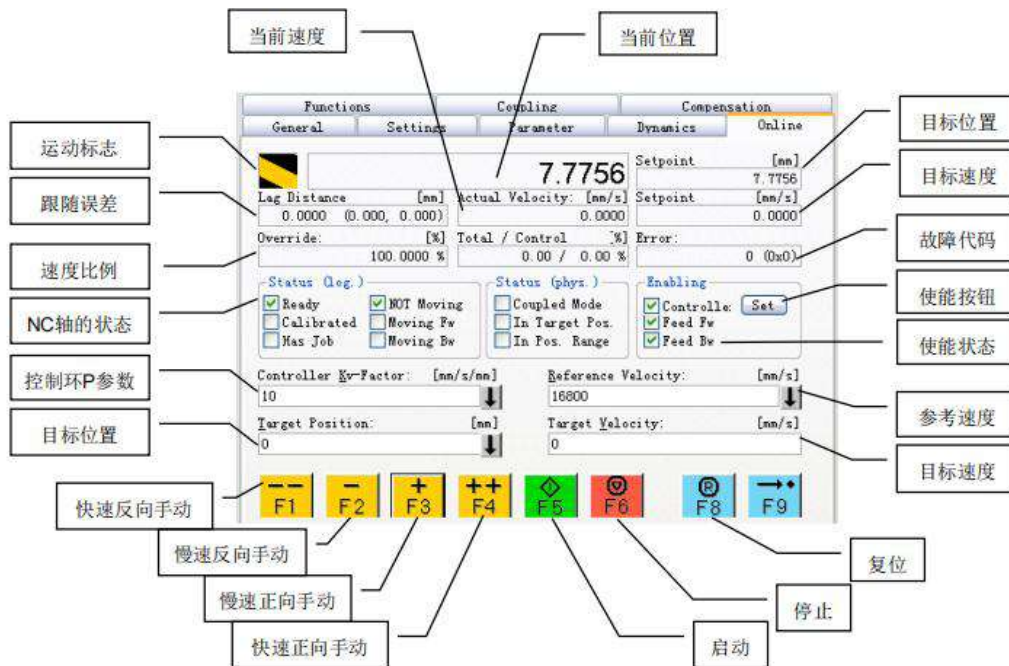 当前速度
当前位置
Functions Coupling Compensation
General Settings Parameter Dynamics Online
运动标志
跟随误差
速度比例
NC轴的状态
控制环P参数
目标位置
目标位置
目标速度
故障代码
使能按钮
使能状态
参考速度
目标速度
7.7756
Setpoint [mm]
7.7756
Lag Distance [mm] Actual Velocity: [mm/s] Setpoint [mm/s]
0.0000 (0.000, 0.000) 0.0000 0.0000
Override: [%] Total / Control [%] Error:
100.0000 % 0.00 / 0.00 % 0 (0x0)
Status (log.) Status (phys.) Enabling
Ready NOT Moving Coupled Mode Controlle: Set
Calibrated Moving Fw In Target Pos. Feed Fw
Has Job Moving Bw In Pos. Range Feed Bw
Controller Kv-Factor: [mm/s/mm] Reference Velocity: [mm/s]
10 16800
Target Position: [mm] Target Velocity: [mm/s]
0 0
-- - + ++ R
F1 F2 F3 F4 F5 F6 F8 F9
快速反向手动
慢速反向手动
慢速正向手动
快速正向手动
启动
停止
复位